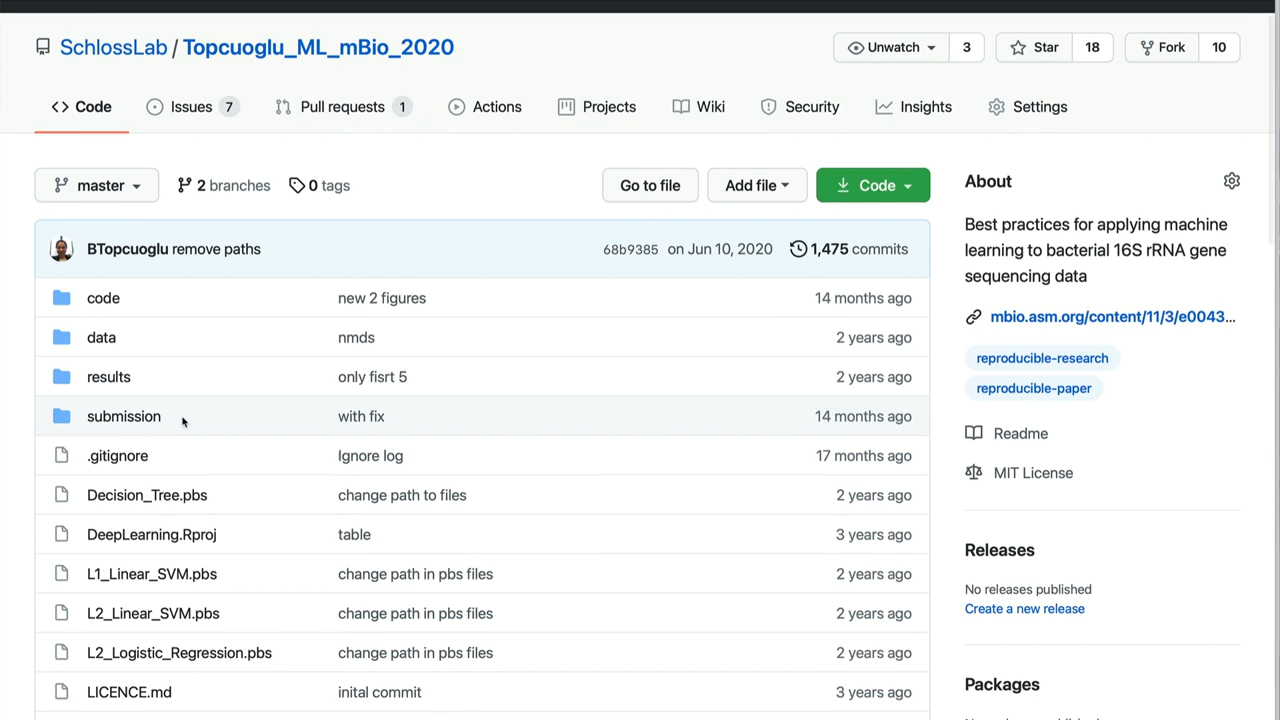 SchlossLab / Topcuoglu_ML_mBio_2020
Unwatch 3 Star 18 Fork 10
Code Issues 7 Pull requests 1 Actions Projects Wiki Security Insights Settings
master 2 branches 0 tags Go to file Add file Code
BTopcuoglu remove paths 68b9385 on Jun 10, 2020 1,475 commits
code new 2 figures 14 months ago
data nmds 2 years ago
results only fisrt 5 2 years ago
submission with fix 14 months ago
.gitignore Ignore log 17 months ago
Decision_Tree.pbs change path to files 2 years ago
DeepLearning.Rproj table 3 years ago
L1_Linear_SVM.pbs change path in pbs files 2 years ago
L2_Linear_SVM.pbs change path in pbs files 2 years ago
L2_Logistic_Regression.pbs change path in pbs files 2 years ago
LICENCE.md inital commit 3 years ago
About
Best practices for applying machine
learning to bacterial 16S rRNA gene
sequencing data
mbio.asm.org/content/11/3/e0043...
reproducible-research
reproducible-paper
Readme
MIT License
Releases
No releases published
Create a new release
Packages